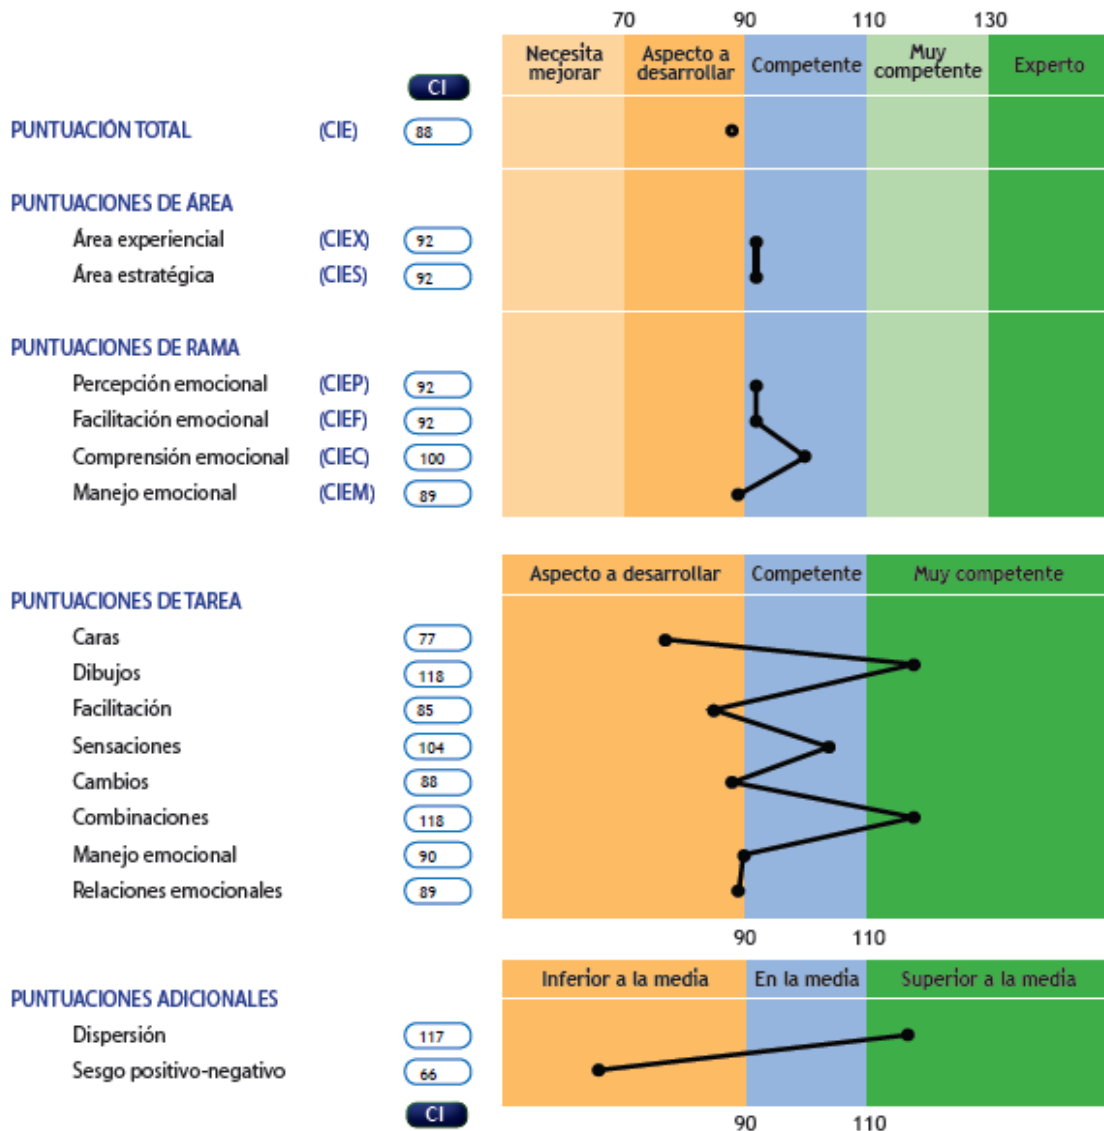 70 90 110 130
Necesita mejorar Aspecto a desarrollar Competente Muy competente Experto
CI
PUNTUACIÓN TOTAL (CIE) 88
PUNTUACIONES DE ÁREA
Área experiencial (CIEX) 92
Área estratégica (CIES) 92
PUNTUACIONES DE RAMA
Percepción emocional (CIEP) 92
Facilitación emocional (CIEF) 92
Comprensión emocional (CIEC) 100
Manejo emocional (CIEM) 89
Aspecto a desarrollar Competente Muy competente
PUNTUACIONES DE TAREA
Caras 77
Dibujos 118
Facilitación 85
Sensaciones 104
Cambios 88
Combinaciones 118
Manejo emocional 90
Relaciones emocionales 89
90 110
Inferior a la media En la media Superior a la media
PUNTUACIONES ADICIONALES
Dispersión 117
Sesgo positivo-negativo 66
CI
90 110